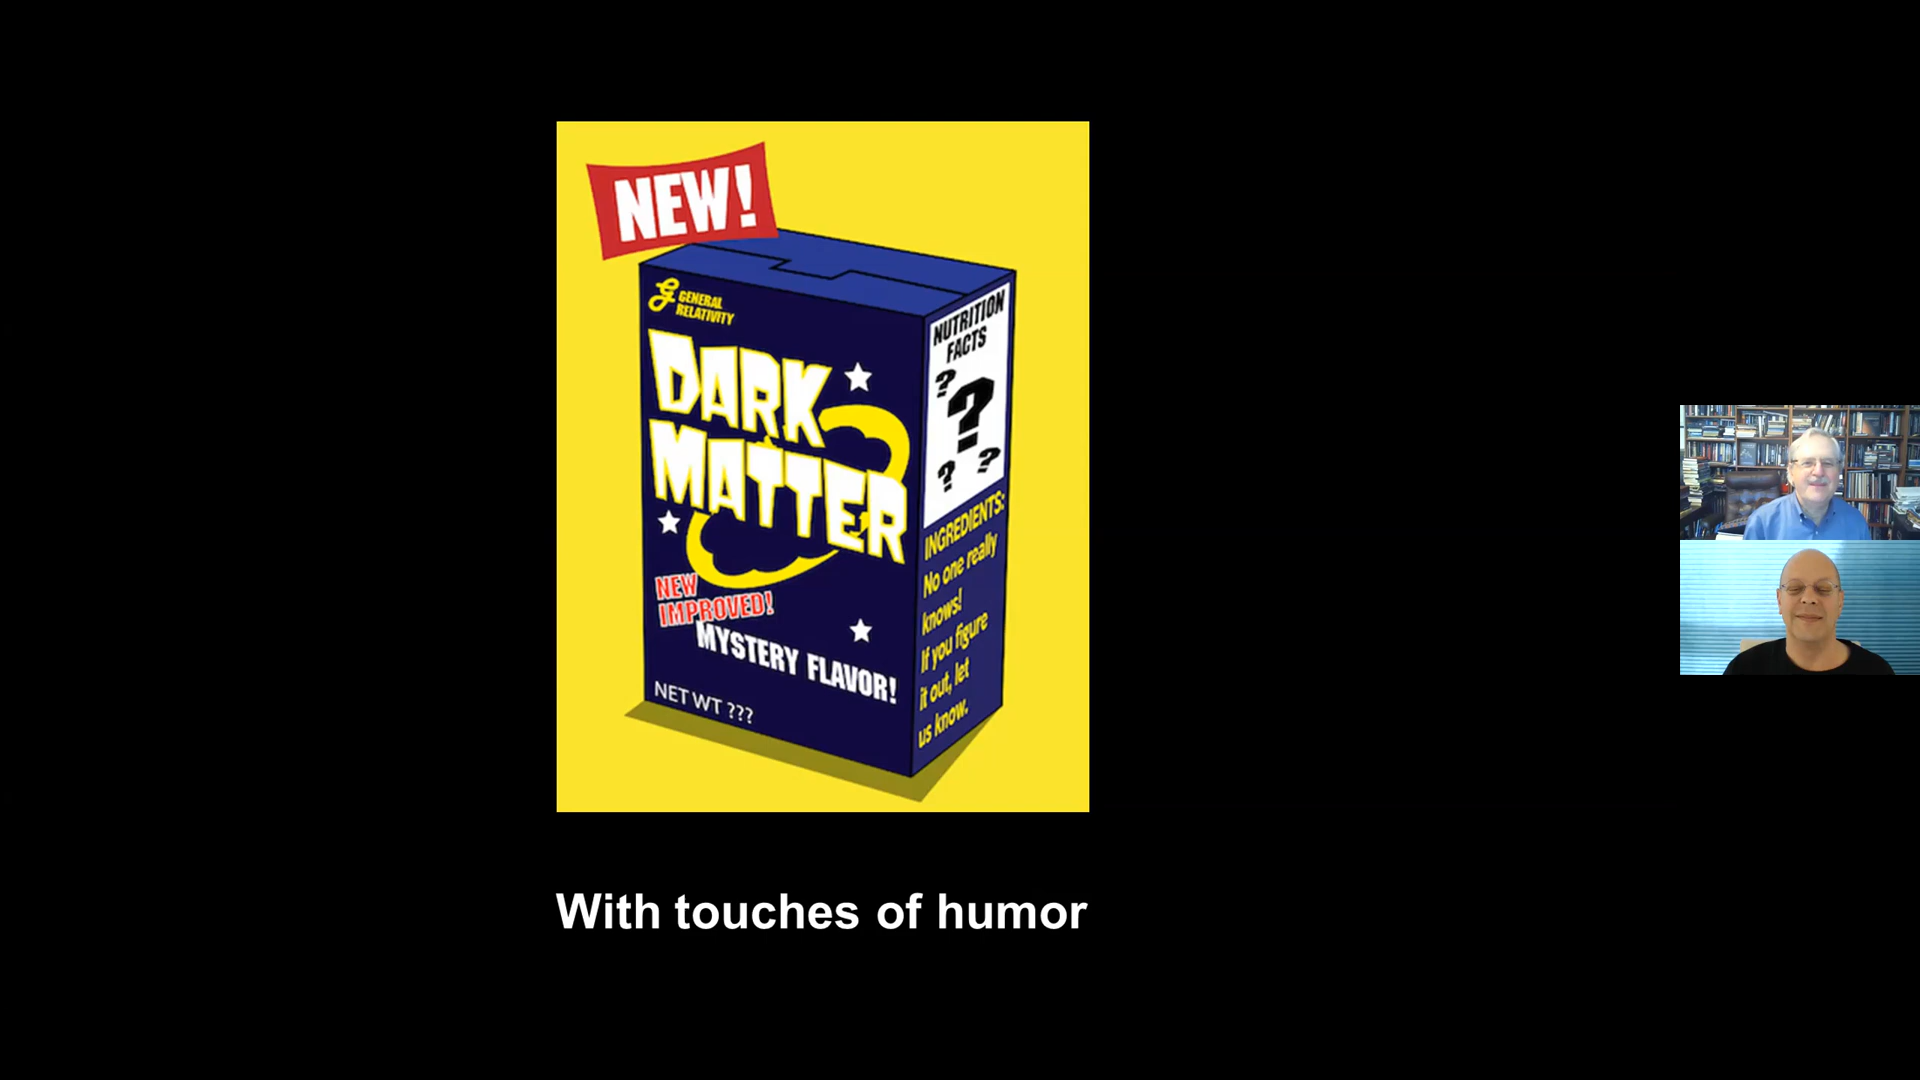 NEW!
GENERAL
RELATIVITY
DARK
MATTER
NEW
IMPROVED!
MYSTERY FLAVOR!
NET WT ???
NUTRITION
FACTS
?
?
?
?
INGREDIENTS:
No one really
knows!
If you figure
it out, let
us know.
With touches of humor